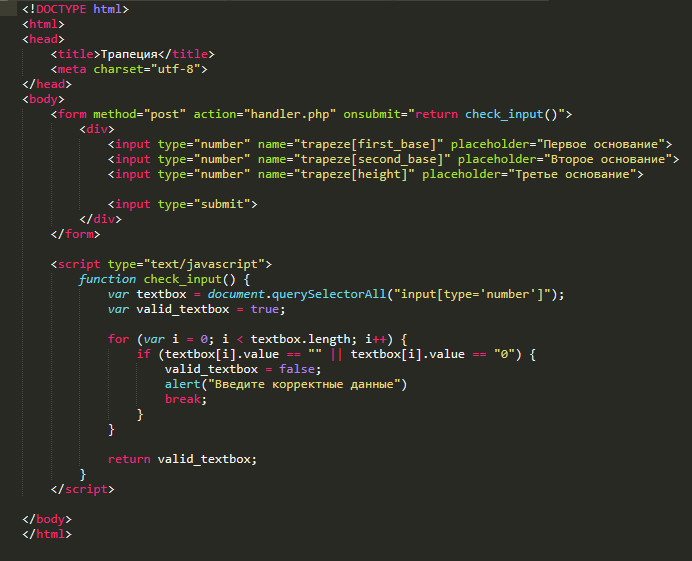 <!DOCTYPE html>
<html>
<head>
    <title>Трапеция</title>
    <meta charset="utf-8">
</head>
<body>
    <form method="post" action="handler.php" onsubmit="return check_input()">
        <div>
            <input type="number" name="trapeze[first_base]" placeholder="Первое основание">
            <input type="number" name="trapeze[second_base]" placeholder="Второе основание">
            <input type="number" name="trapeze[height]" placeholder="Третье основание">

            <input type="submit">
        </div>
    </form>

    <script type="text/javascript">
        function check_input() {
            var textbox = document.querySelectorAll("input[type='number']");
            var valid_textbox = true;

            for (var i = 0; i < textbox.length; i++) {
                if (textbox[i].value == "" || textbox[i].value == "0") {
                    valid_textbox = false;
                    alert("Введите корректные данные")
                    break;
                }
            }

            return valid_textbox;
        }
    </script>

</body>
</html>